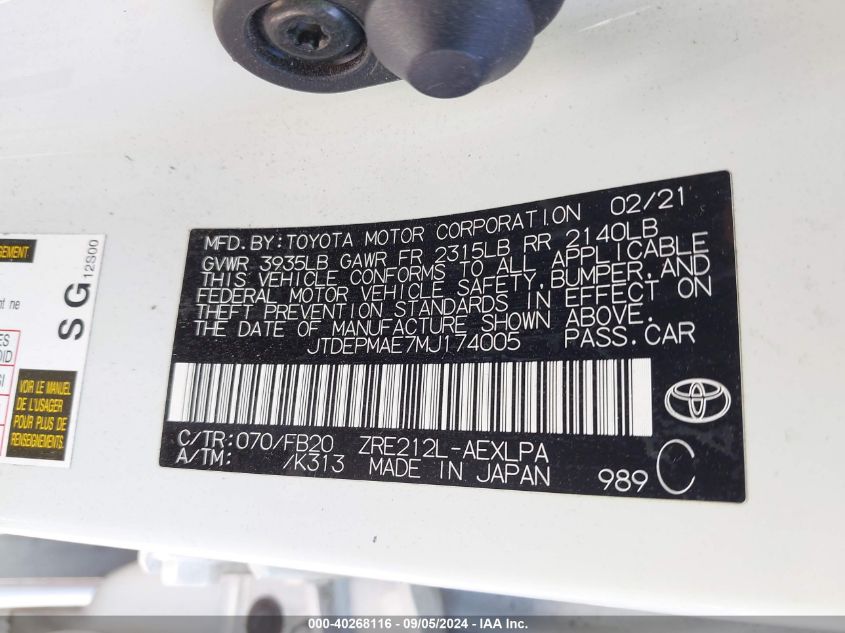 MFD. BY: TOYOTA MOTOR CORPORATION 02/21
GVWR 3935LB GAWR FR 2315LB RR 2140LB
THIS VEHICLE CONFORMS TO ALL APPLICABLE
FEDERAL MOTOR VEHICLE SAFETY, BUMPER, AND
THEFT PREVENTION STANDARDS IN EFFECT ON
THE DATE OF MANUFACTURE SHOWN ABOVE.
JTDEPMAE7MJ174005 PASS. CAR
C/TR: 070/FB20 ZRE212L-AEXLPA
A/TM: /K313 MADE IN JAPAN
989 C
SG 12S00
VOIR LE MANUEL
DE L'USAGER
POUR PLUS DE
RENSEIGNEMENTS.
000-40268116 - 09/05/2024 - IAA Inc.